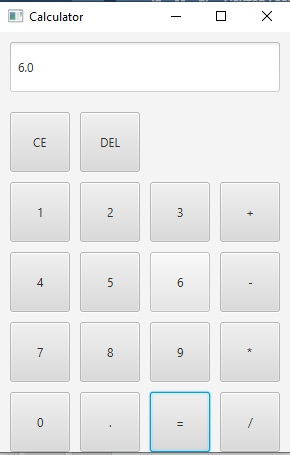 Calculator
6.0
CE DEL
1 2 3 +
4 5 6 -
7 8 9 *
0 . = /